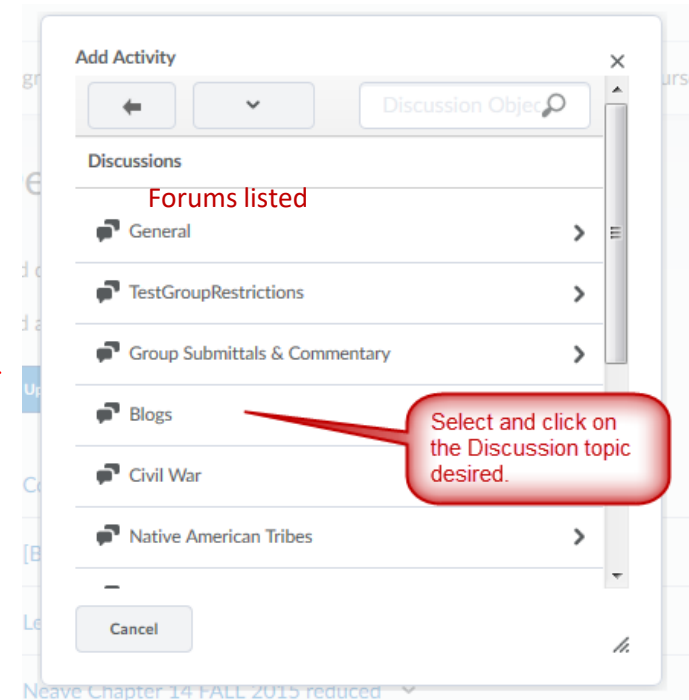 Add Activity
Discussion Objec
Discussions
Forums listed
General
TestGroupRestrictions
Group Submittals & Commentary
Blogs
Select and click on
the Discussion topic
desired.
Civil War
Native American Tribes
Cancel
Neave Chapter 14 FALL 2015 reduced